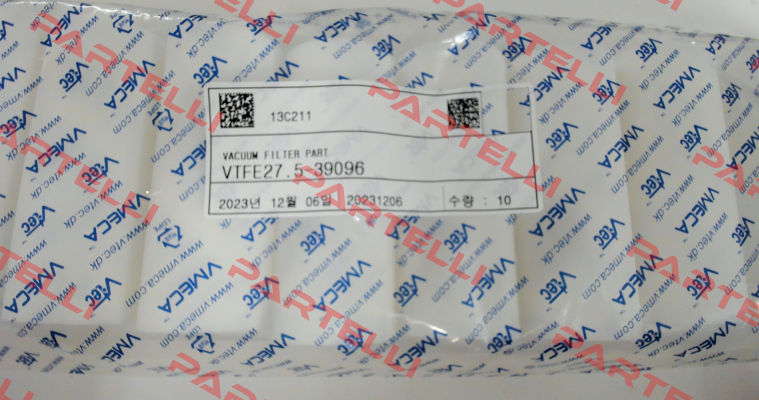 13C211
VACUUM FILTER PART
VTFE27.5-39096
2023년 12월 06일 20231206 수량 : 10
VMECA
Vtec
www.vmeca.com
www.vtec.dk
PARTELLI